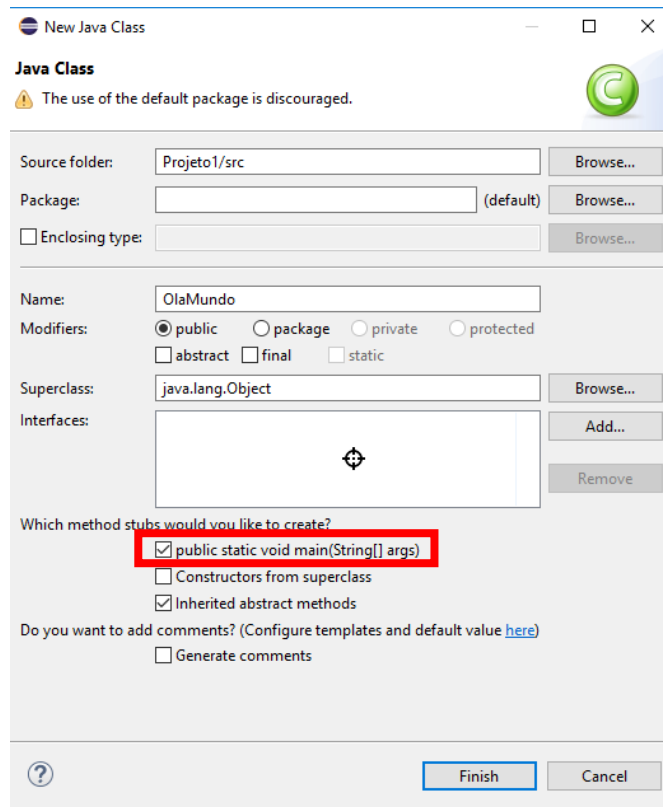 New Java Class
Java Class
The use of the default package is discouraged.
Source folder: Projeto1/src Browse...
Package: (default) Browse...
Enclosing type: Browse...
Name: OlaMundo
Modifiers: public package private protected
abstract final static
Superclass: java.lang.Object Browse...
Interfaces: Add...
Remove
Which method stubs would you like to create?
public static void main(String[] args)
Constructors from superclass
Inherited abstract methods
Do you want to add comments? (Configure templates and default value here)
Generate comments
? Finish Cancel